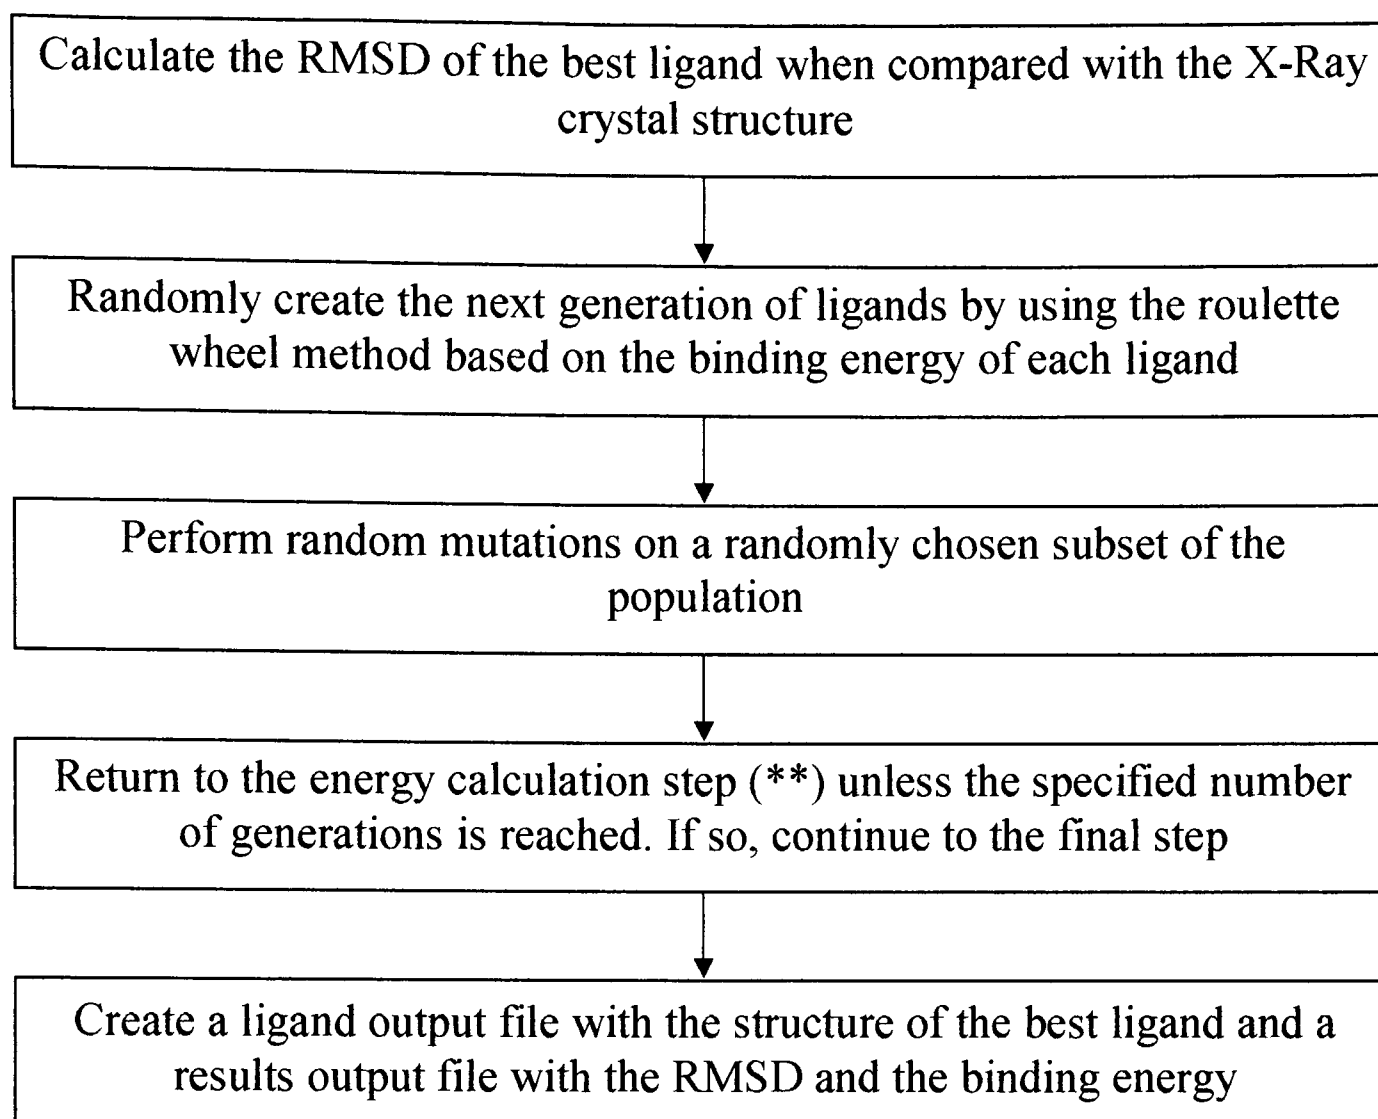 Calculate the RMSD of the best ligand when compared with the X-Ray
crystal structure
Randomly create the next generation of ligands by using the roulette
wheel method based on the binding energy of each ligand
Perform random mutations on a randomly chosen subset of the
population
Return to the energy calculation step (**) unless the specified number
of generations is reached. If so, continue to the final step
Create a ligand output file with the structure of the best ligand and a
results output file with the RMSD and the binding energy